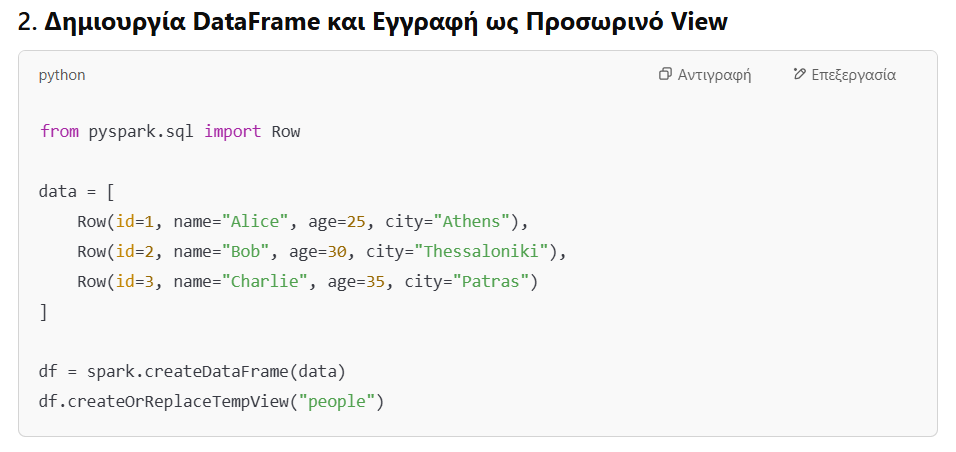 2. Δημιουργία DataFrame και Εγγραφή ως Προσωρινό View
python
Αντιγραφή
Επεξεργασία
from pyspark.sql import Row
data = [
    Row(id=1, name="Alice", age=25, city="Athens"),
    Row(id=2, name="Bob", age=30, city="Thessaloniki"),
    Row(id=3, name="Charlie", age=35, city="Patras")
]
df = spark.createDataFrame(data)
df.createOrReplaceTempView("people")